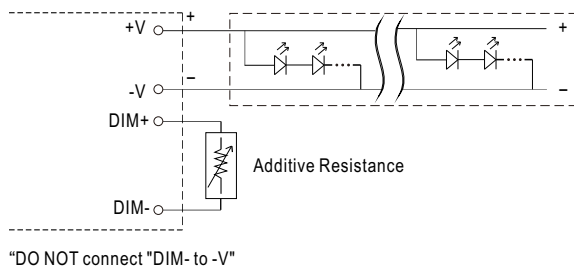 +V
+
+
-V
−
−
DIM+
Additive Resistance
DIM-
“DO NOT connect "DIM- to -V"